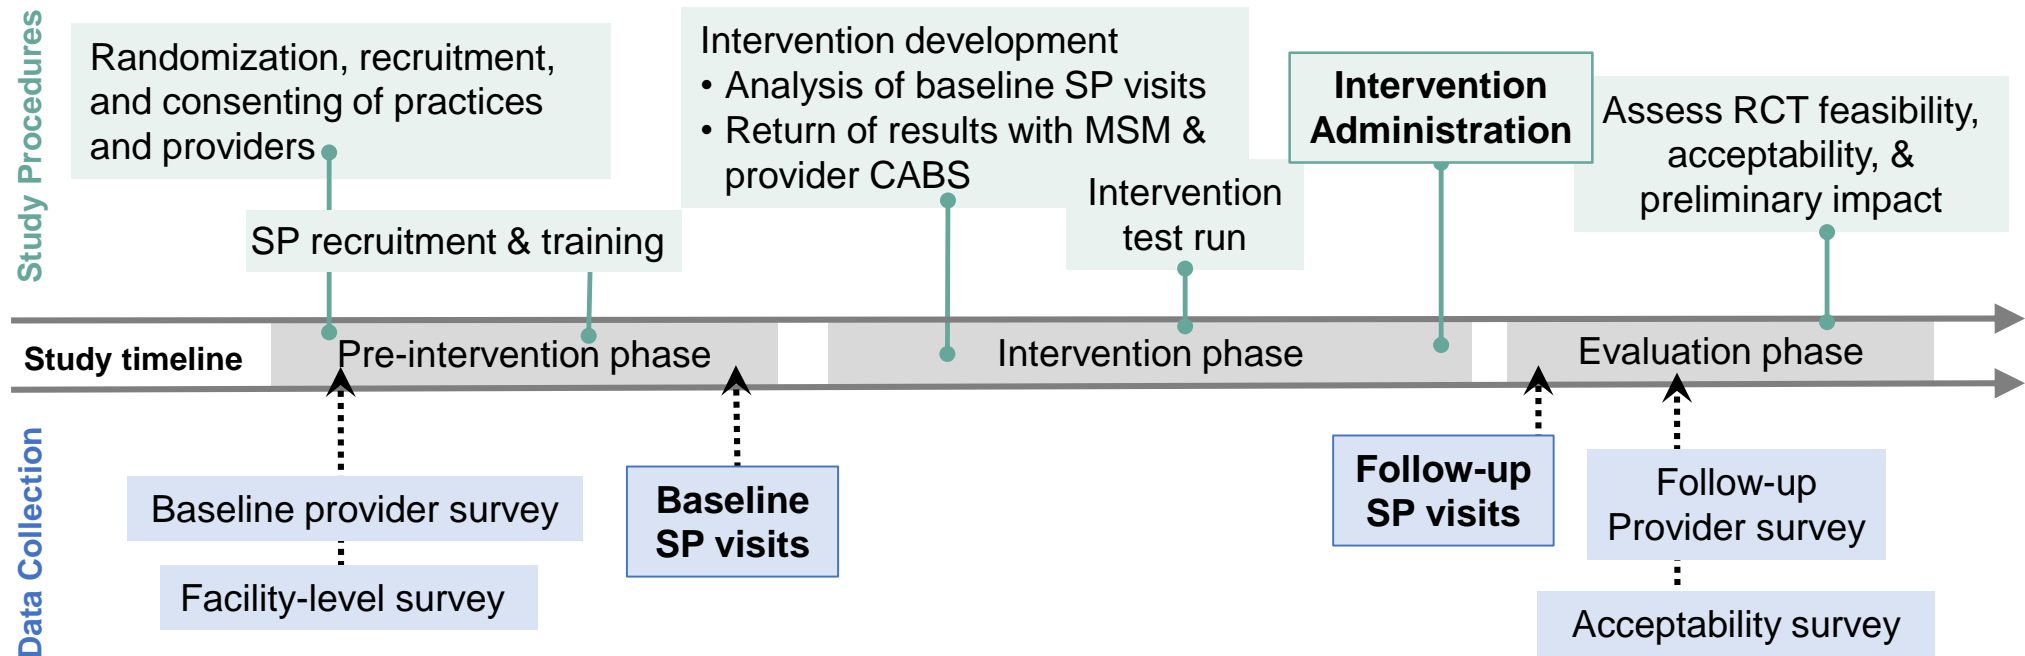 Study Procedures
Randomization, recruitment,
and consenting of practices
and providers
SP recruitment & training
Intervention development
• Analysis of baseline SP visits
• Return of results with MSM &
provider CABS
Intervention
test run
Intervention
Administration
Assess RCT feasibility,
acceptability, &
preliminary impact
Study timeline
Pre-intervention phase
Intervention phase
Evaluation phase
Data Collection
Baseline provider survey
Facility-level survey
Baseline
SP visits
Follow-up
SP visits
Follow-up
Provider survey
Acceptability survey